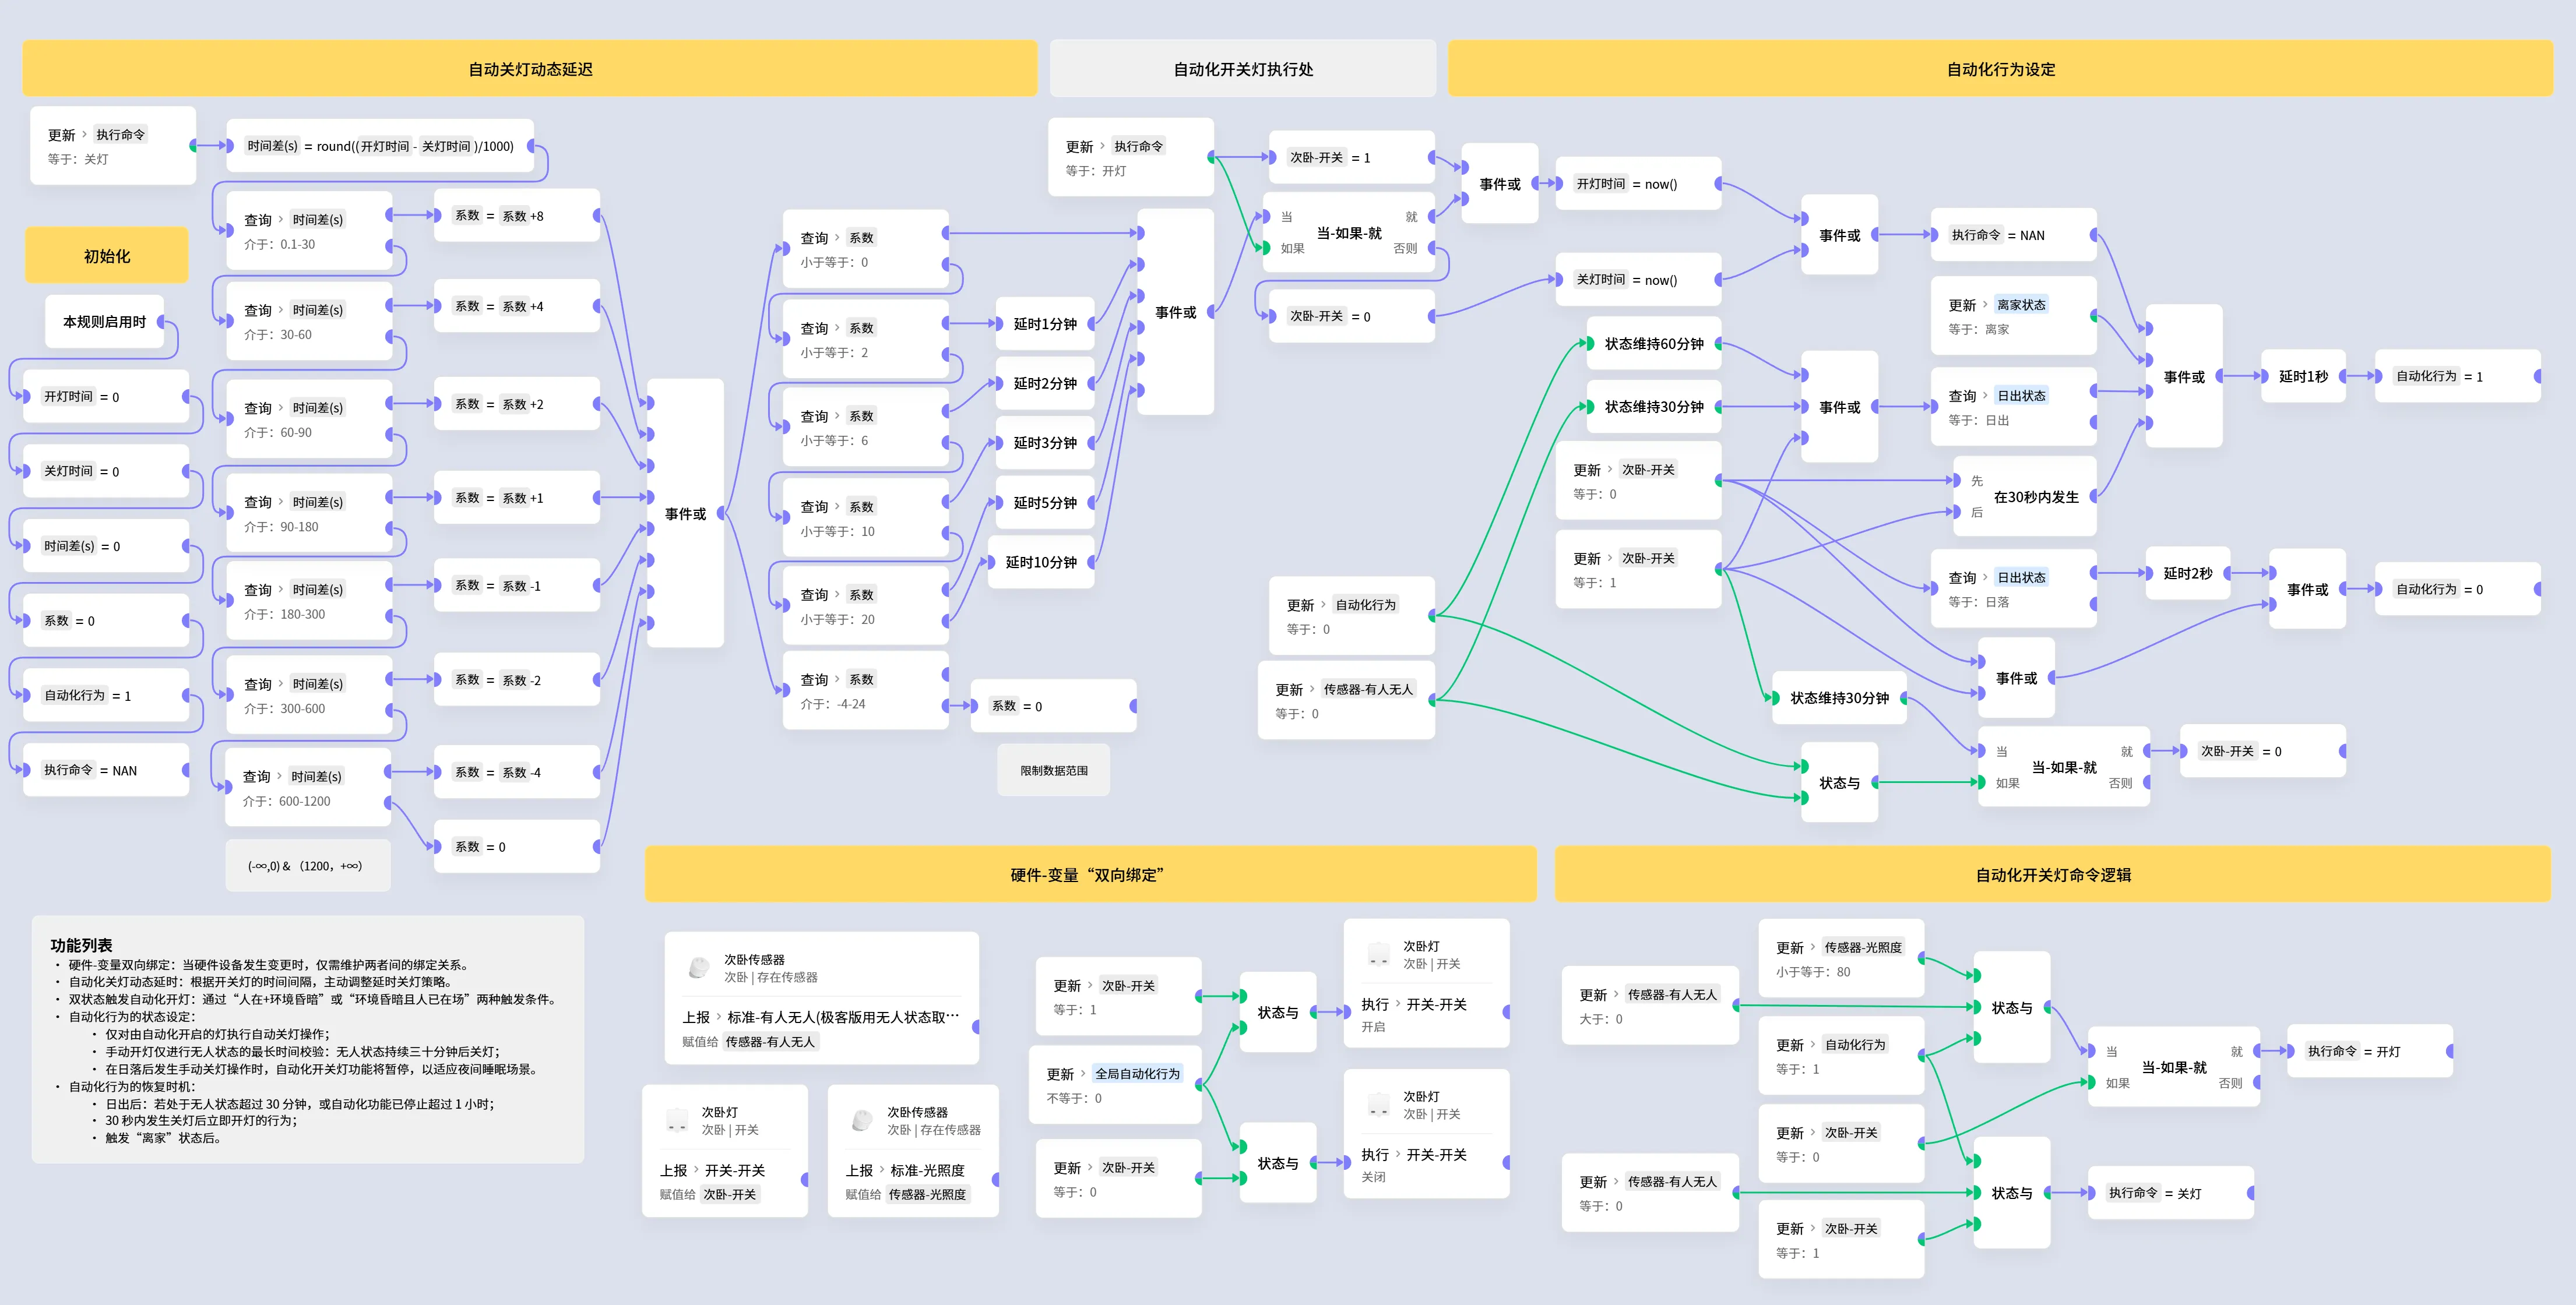 自动关灯动态延迟
更新 › 执行命令
等于：关灯
时间差(s) = round((开灯时间 - 关灯时间)/1000)
初始化
本规则启用时
开灯时间 = 0
关灯时间 = 0
时间差(s) = 0
系数 = 0
自动化行为 = 1
执行命令 = NAN
查询 › 时间差(s)
介于：0.1-30
系数 = 系数 +8
查询 › 时间差(s)
介于：30-60
系数 = 系数 +4
查询 › 时间差(s)
介于：60-90
系数 = 系数 +2
查询 › 时间差(s)
介于：90-180
系数 = 系数 +1
查询 › 时间差(s)
介于：180-300
系数 = 系数 -1
查询 › 时间差(s)
介于：300-600
系数 = 系数 -2
查询 › 时间差(s)
介于：600-1200
系数 = 系数 -4
(-∞,0) & （1200，+∞）
系数 = 0
事件或
查询 › 系数
小于等于：0
查询 › 系数
小于等于：2
延时1分钟
延时2分钟
查询 › 系数
小于等于：6
延时3分钟
查询 › 系数
小于等于：10
延时5分钟
延时10分钟
查询 › 系数
小于等于：20
查询 › 系数
介于：-4-24
系数 = 0
限制数据范围
事件或
自动化开关灯执行处
更新 › 执行命令
等于：开灯
次卧-开关 = 1
当
如果
当-如果-就
就
否则
次卧-开关 = 0
自动化行为设定
事件或
开灯时间 = now()
关灯时间 = now()
事件或
执行命令 = NAN
更新 › 离家状态
等于：离家
状态维持60分钟
状态维持30分钟
事件或
查询 › 日出状态
等于：日出
事件或
延时1秒
自动化行为 = 1
更新 › 次卧-开关
等于：0
更新 › 次卧-开关
等于：1
先
后
在30秒内发生
查询 › 日出状态
等于：日落
延时2秒
事件或
自动化行为 = 0
更新 › 自动化行为
等于：0
更新 › 传感器-有人无人
等于：0
事件或
状态维持30分钟
状态与
当
如果
当-如果-就
就
否则
次卧-开关 = 0
功能列表
• 硬件-变量双向绑定：当硬件设备发生变更时，仅需维护两者间的绑定关系。
• 自动化关灯动态延时：根据开关灯的时间间隔，主动调整延时关灯策略。
• 双状态触发自动化开灯：通过“人在+环境昏暗”或“环境昏暗且人已在场”两种触发条件。
• 自动化行为的状态设定：
• 仅对由自动化开启的灯执行自动关灯操作；
• 手动开灯仅进行无人状态的最长时间校验：无人状态持续三十分钟后关灯；
• 在日落后发生手动关灯操作时，自动化开关灯功能将暂停，以适应夜间睡眠场景。
• 自动化行为的恢复时机：
• 日出后：若处于无人状态超过 30 分钟，或自动化功能已停止超过 1 小时；
• 30 秒内发生关灯后立即开灯的行为；
• 触发“离家”状态后。
硬件-变量“双向绑定”
次卧传感器
次卧 | 存在传感器
上报 › 标准-有人无人(极客版用无人状态取…
赋值给 传感器-有人无人
次卧灯
次卧 | 开关
上报 › 开关-开关
赋值给 次卧-开关
次卧传感器
次卧 | 存在传感器
上报 › 标准-光照度
赋值给 传感器-光照度
更新 › 次卧-开关
等于：1
更新 › 全局自动化行为
不等于：0
更新 › 次卧-开关
等于：0
状态与
状态与
次卧灯
次卧 | 开关
执行 › 开关-开关
开启
次卧灯
次卧 | 开关
执行 › 开关-开关
关闭
自动化开关灯命令逻辑
更新 › 传感器-光照度
小于等于：80
更新 › 传感器-有人无人
大于：0
更新 › 自动化行为
等于：1
更新 › 次卧-开关
等于：0
更新 › 传感器-有人无人
等于：0
更新 › 次卧-开关
等于：1
状态与
当
如果
当-如果-就
就
否则
执行命令 = 开灯
状态与
执行命令 = 关灯